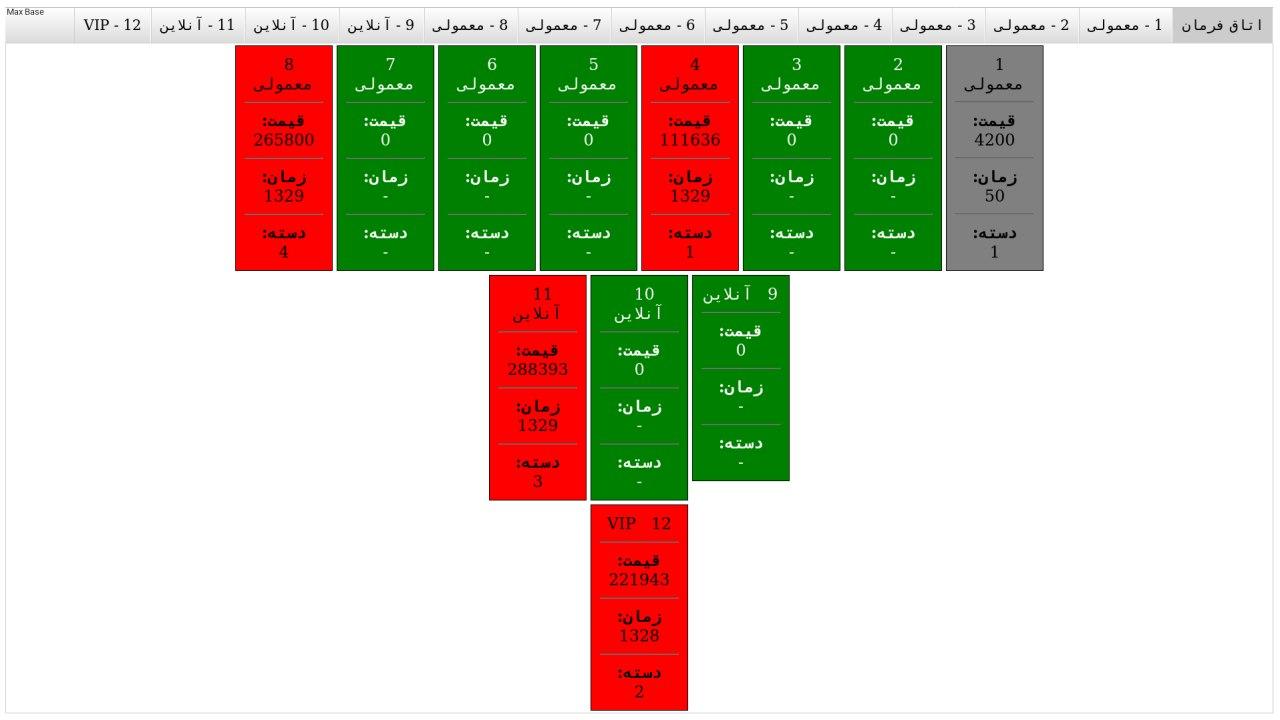 Max Base
اتاق فرمان
1 - معمولی
2 - معمولی
3 - معمولی
4 - معمولی
5 - معمولی
6 - معمولی
7 - معمولی
8 - معمولی
9 - آنلاین
10 - آنلاین
11 - آنلاین
12 - VIP
1
معمولی
قیمت:
4200
زمان:
50
دسته:
1
2
معمولی
قیمت:
0
زمان:
-
دسته:
-
3
معمولی
قیمت:
0
زمان:
-
دسته:
-
4
معمولی
قیمت:
111636
زمان:
1329
دسته:
1
5
معمولی
قیمت:
0
زمان:
-
دسته:
-
6
معمولی
قیمت:
0
زمان:
-
دسته:
-
7
معمولی
قیمت:
0
زمان:
-
دسته:
-
8
معمولی
قیمت:
265800
زمان:
1329
دسته:
4
9 آنلاین
قیمت:
0
زمان:
-
دسته:
-
10
آنلاین
قیمت:
0
زمان:
-
دسته:
-
11
آنلاین
قیمت:
288393
زمان:
1329
دسته:
3
12 VIP
قیمت:
221943
زمان:
1328
دسته:
2